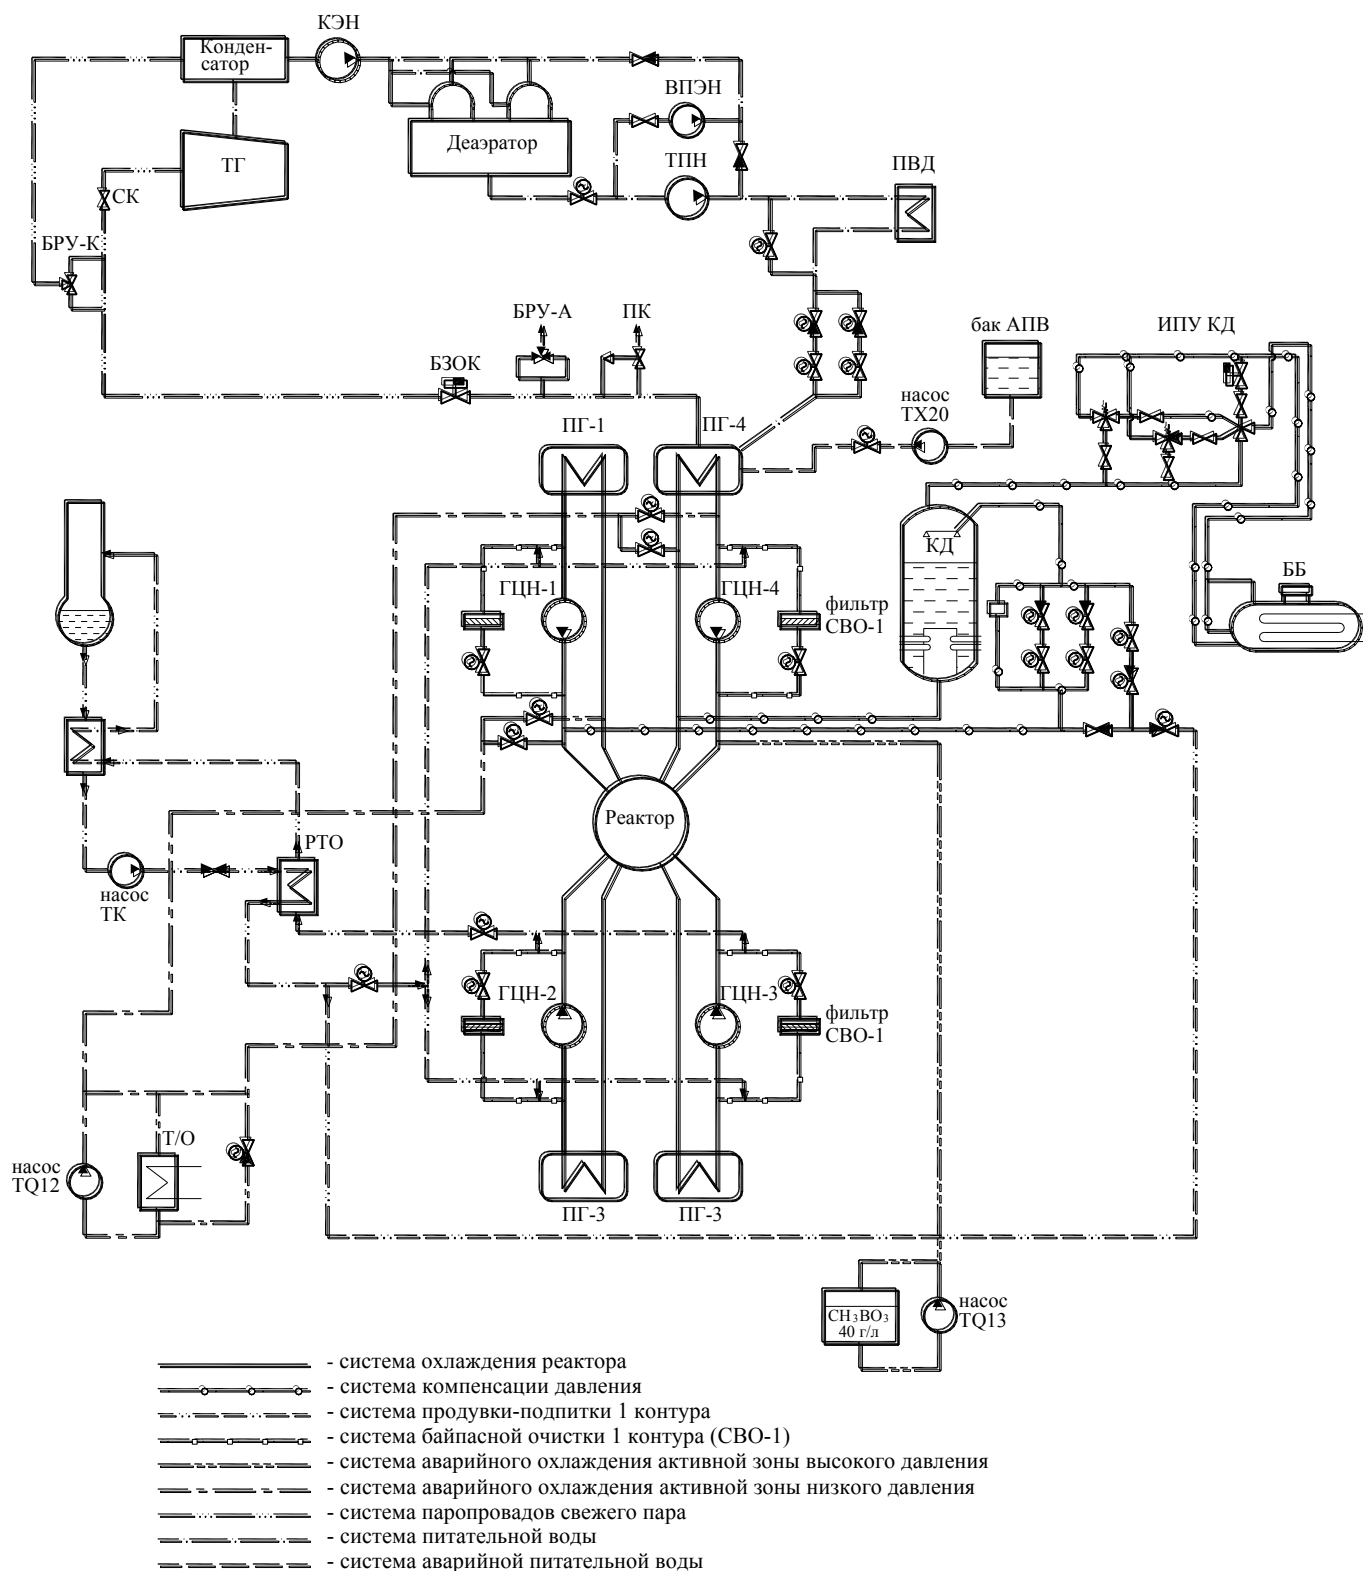 КЭН
Конден-
сатор
ВПЭН
Деаэратор
ТГ
ТПН
ПВД
СК
БРУ-К
БРУ-А
ПК
бак АПВ
ИПУ КД
БЗОК
насос
ТХ20
ПГ-1
ПГ-4
КД
ГЦН-1
ГЦН-4
фильтр
СВО-1
ББ
Реактор
РТО
насос
ТК
ГЦН-2
ГЦН-3
фильтр
СВО-1
Т/О
насос
TQ12
ПГ-3
ПГ-3
CH₃BO₃
40 г/л
насос
TQ13
- система охлаждения реактора
- система компенсации давления
- система продувки-подпитки 1 контура
- система байпасной очистки 1 контура (СВО-1)
- система аварийного охлаждения активной зоны высокого давления
- система аварийного охлаждения активной зоны низкого давления
- система паропровадов свежего пара
- система питательной воды
- система аварийной питательной воды